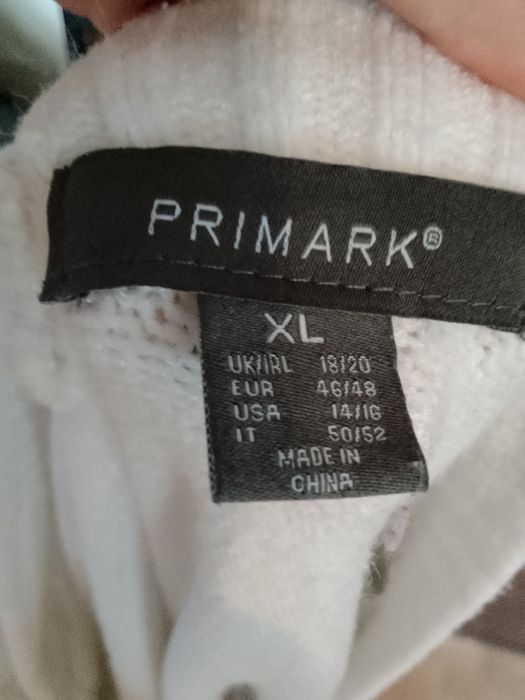 PRIMARK®
XL
UK/IRL 18/20
EUR 46/48
USA 14/16
IT 50/52
MADE IN
CHINA